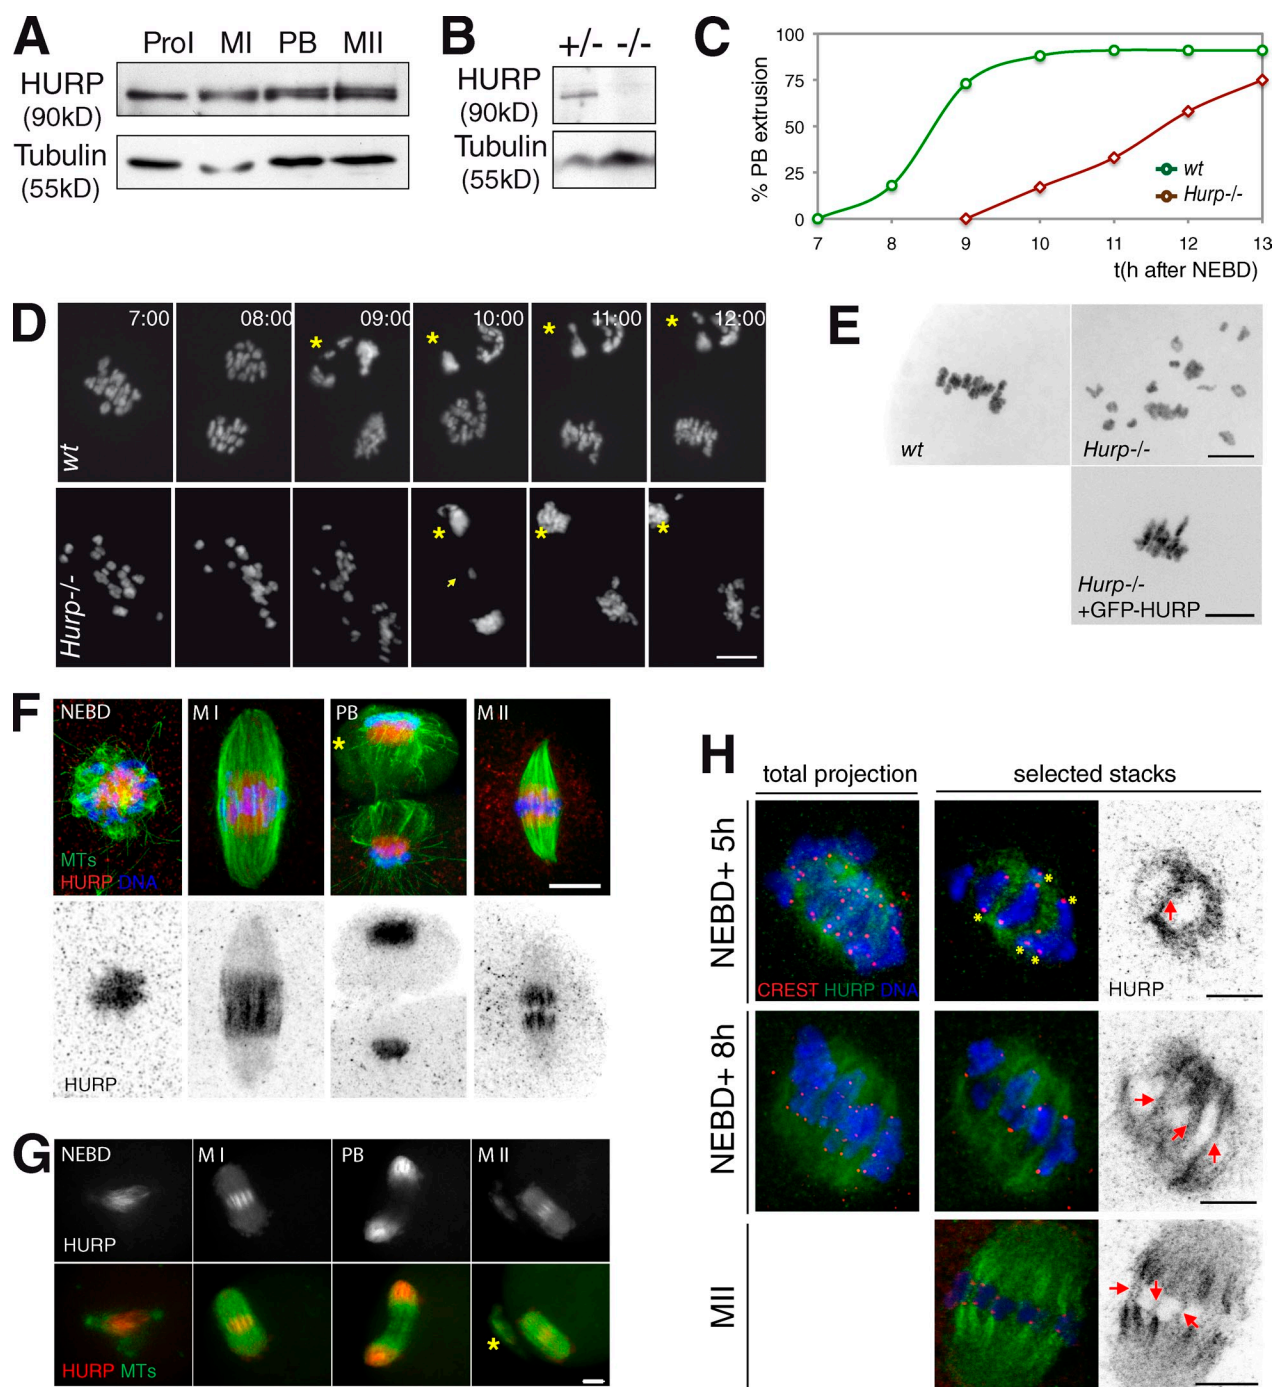 A
ProI MI PB MII
HURP
(90kD)
Tubulin
(55kD)
B
+/- -/-
HURP
(90kD)
Tubulin
(55kD)
C
% PB extrusion
100
75
50
25
0
7 8 9 10 11 12 13
t(h after NEBD)
wt
Hurp-/-
D
wt
7:00 08:00 09:00 10:00 11:00 12:00
* * * *
Hurp-/-
* * *
E
wt
Hurp-/-
Hurp-/-
+GFP-HURP
F
NEBD M I PB M II
*
MTs
HURP DNA
HURP
G
NEBD M I PB M II
HURP
HURP MTs
*
H
total projection selected stacks
NEBD+ 5h
* * * * *
CREST HURP DNA
HURP
NEBD+ 8h
MII